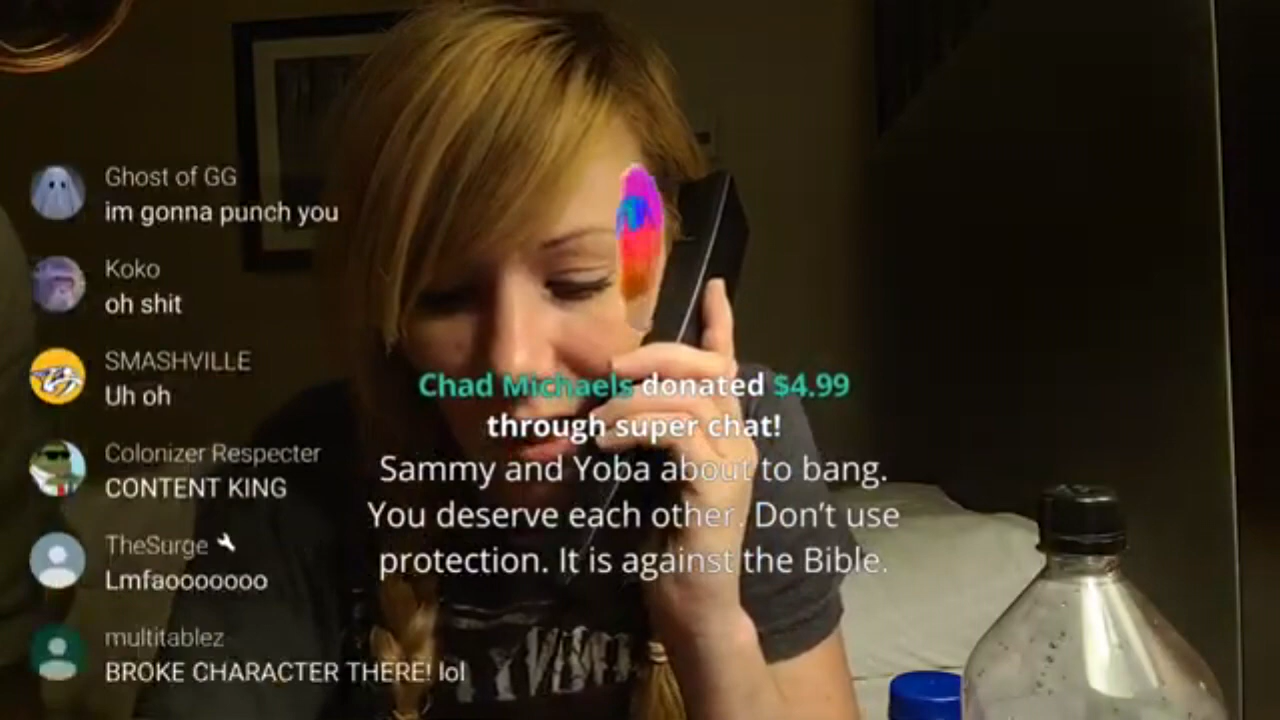 Ghost of GG
im gonna punch you
Koko
oh shit
SMASHVILLE
Uh oh
Colonizer Respecter
CONTENT KING
TheSurge
Lmfaooooooo
multitablez
BROKE CHARACTER THERE! lol
Chad Michaels donated $4.99
through super chat!
Sammy and Yoba about to bang.
You deserve each other. Don't use
protection. It is against the Bible.